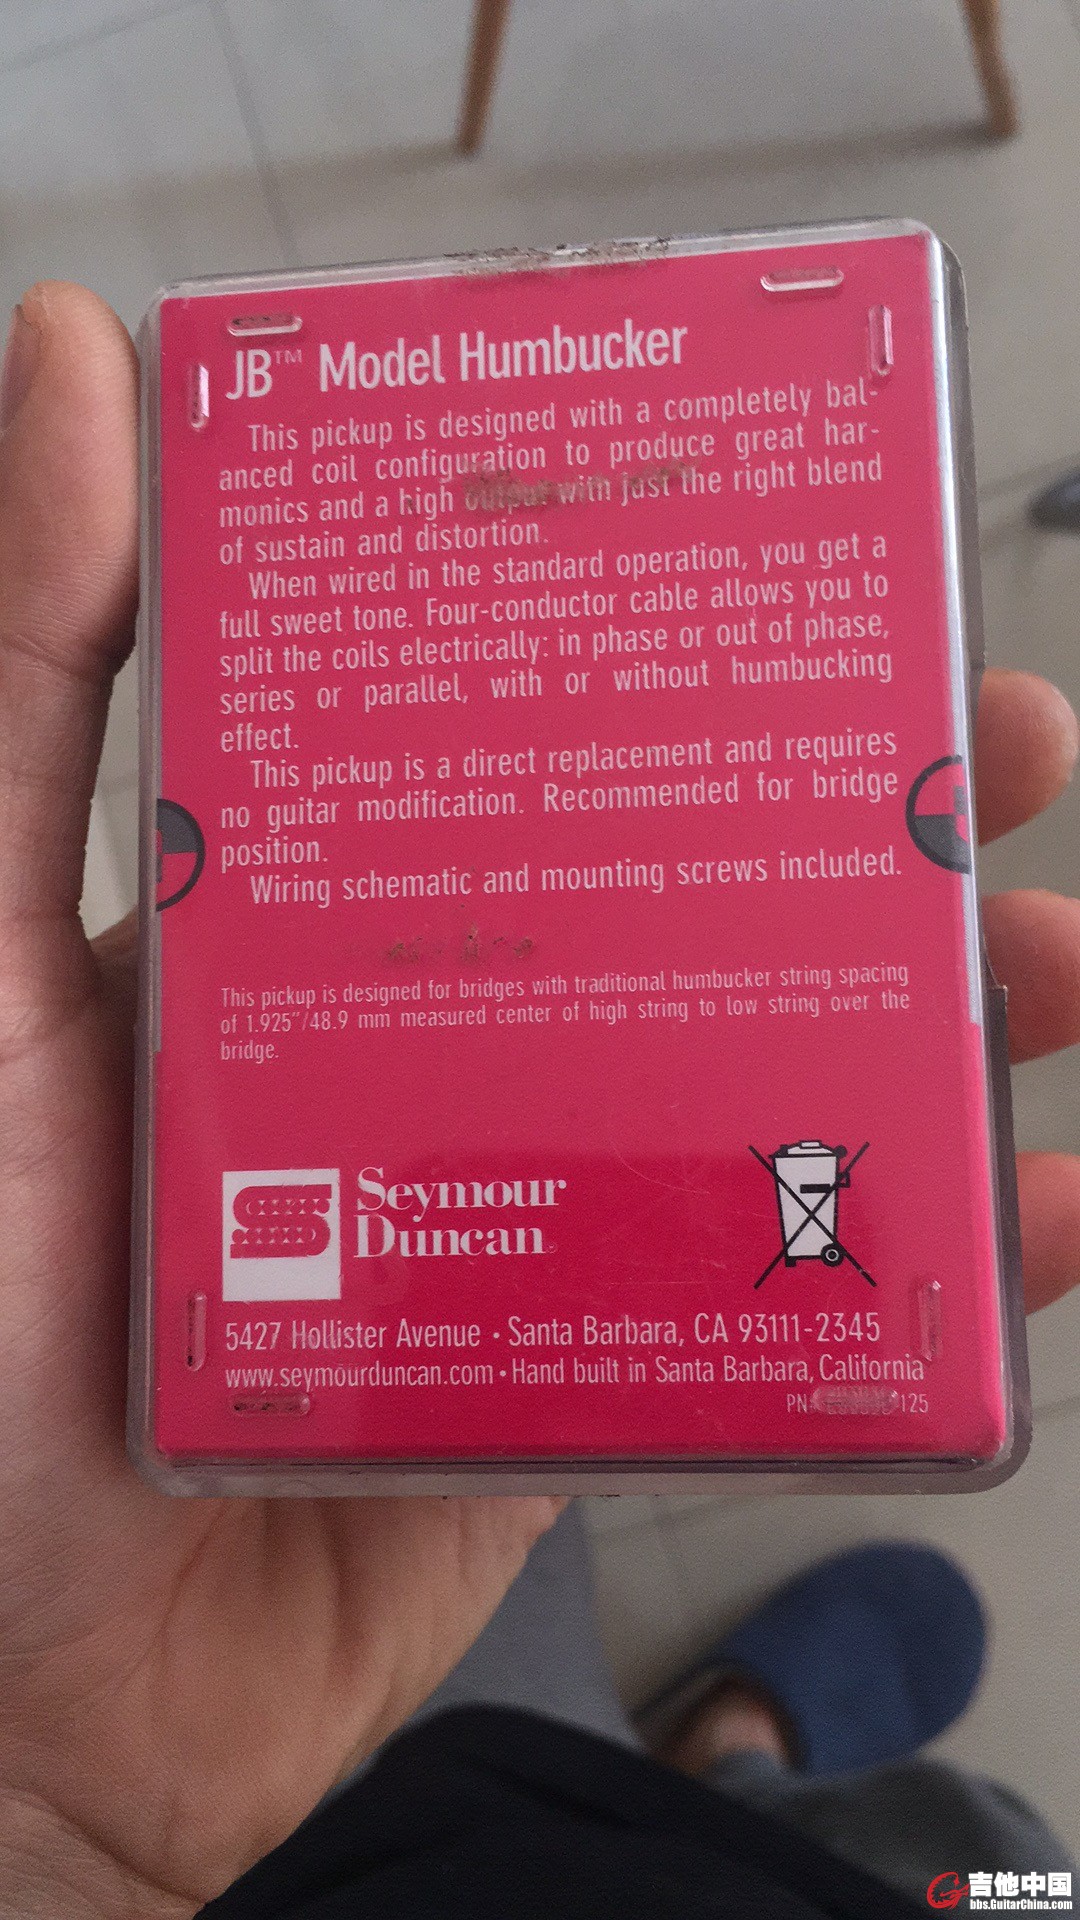 JB™ Model Humbucker
This pickup is designed with a completely bal-
anced coil configuration to produce great har-
monics and a high output with just the right blend
of sustain and distortion.
When wired in the standard operation, you get a
full sweet tone. Four-conductor cable allows you to
split the coils electrically: in phase or out of phase,
series or parallel, with or without humbucking
effect.
This pickup is a direct replacement and requires
no guitar modification. Recommended for bridge
position.
Wiring schematic and mounting screws included.
This pickup is designed for bridges with traditional humbucker string spacing
of 1.925"/48.9 mm measured center of high string to low string over the
bridge.
Seymour
Duncan®
5427 Hollister Avenue • Santa Barbara, CA 93111-2345
www.seymourduncan.com • Hand built in Santa Barbara, California
PN# 125
吉他中国
bbs.GuitarChina.com